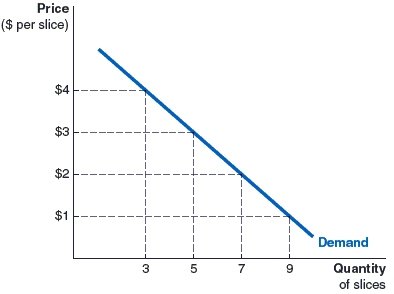 Price
($ per slice)
$4
$3
$2
$1
Demand
3 5 7 9 Quantity
of slices